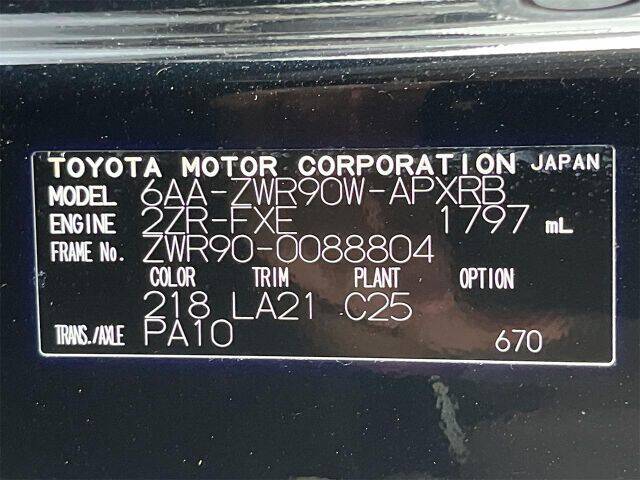 TOYOTA MOTOR CORPORATION JAPAN
MODEL 6AA-ZWR90W-APXRB
ENGINE 2ZR-FXE 1797 mL
FRAME No. ZWR90-0088804
COLOR TRIM PLANT OPTION
218 LA21 C25
TRANS./AXLE PA10 670